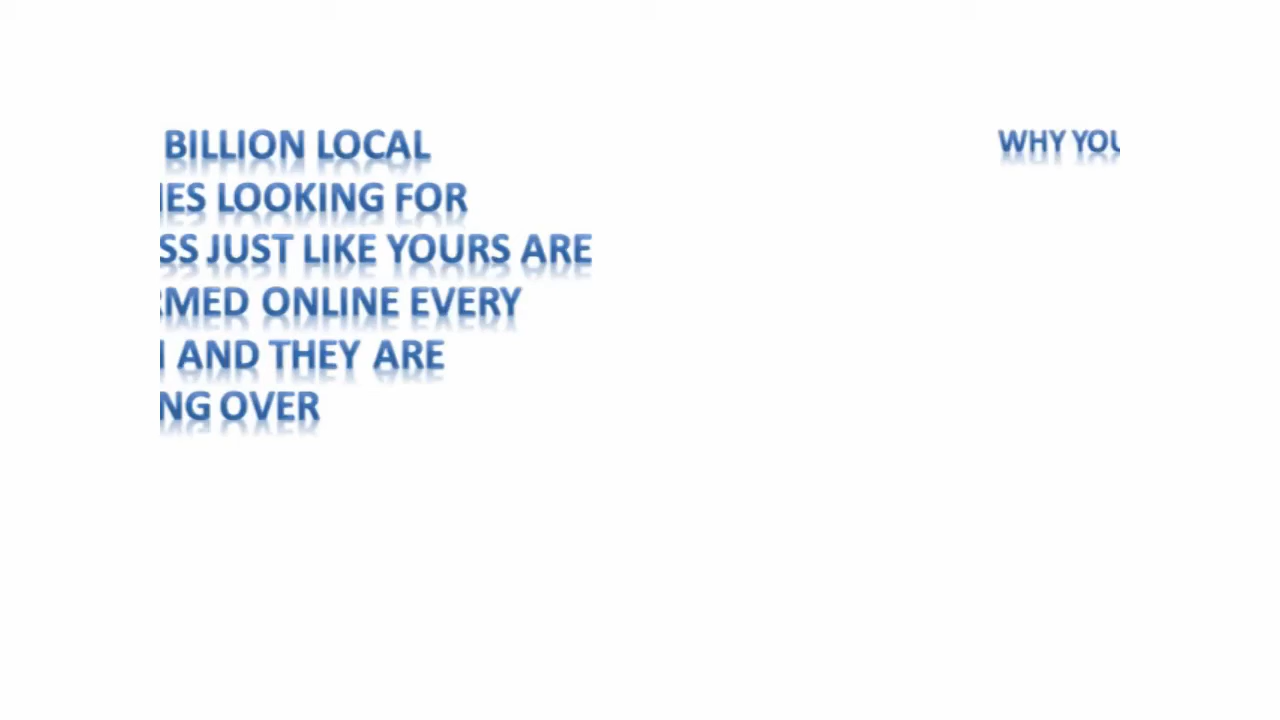 BILLION LOCAL
IES LOOKING FOR
SS JUST LIKE YOURS ARE
RMED ONLINE EVERY
AND THEY ARE
NG OVER
WHY YOU